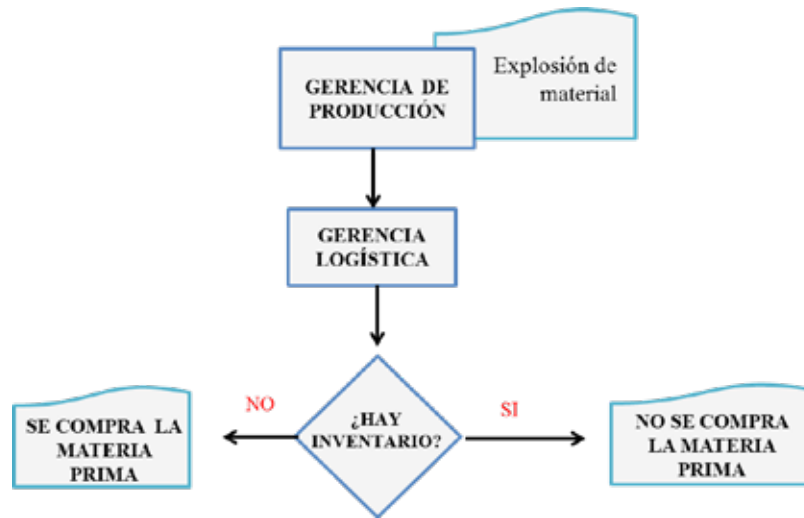 Explosión de
material
GERENCIA DE
PRODUCCIÓN
GERENCIA
LOGÍSTICA
¿HAY
INVENTARIO?
NO
SI
SE COMPRA LA
MATERIA
PRIMA
NO SE COMPRA
LA MATERIA
PRIMA